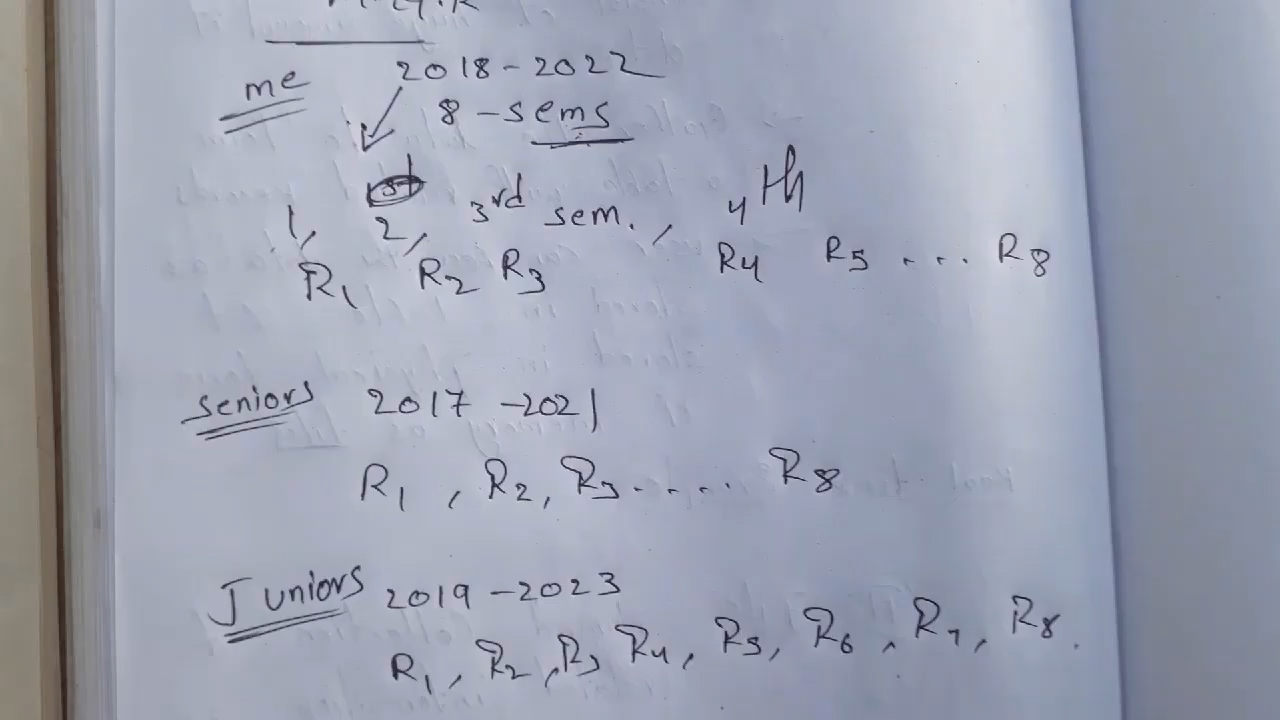 me 2018-2022
8-sems
1, 2, 3rd sem., 4th
R1 R2 R3 R4 R5 .... R8
Seniors 2017-2021
R1, R2, R3..... R8
Juniors 2019-2023
R1, R2, R3 R4, R5, R6, R7, R8.